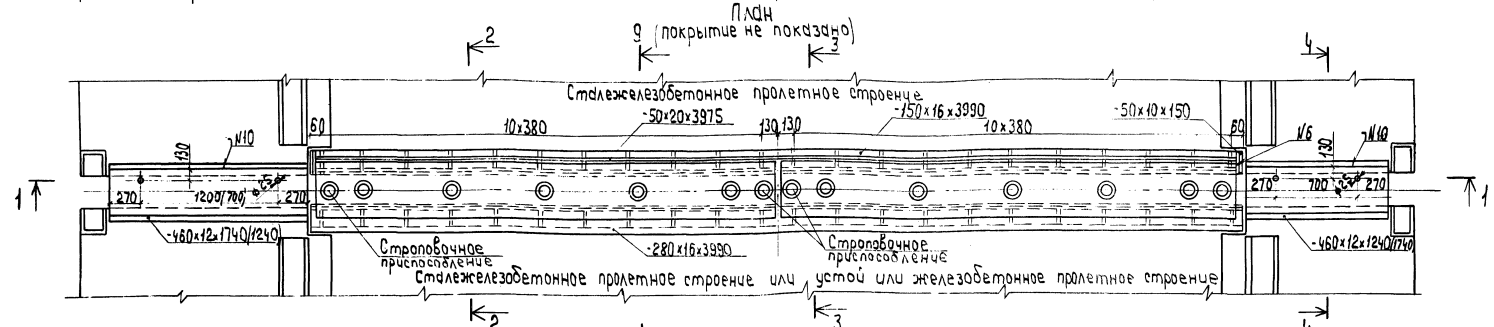 План
(покрытие не показано)
2
9
3
4
Сталежелезобетонное пролетное строение
60
10×380
-50×20×3975
130
130
-150×16×3990
10×380
-50×10×150
60
N10
130
N6
130
N10
1
270
1200/700/
ø25
270
270
700
ø25
270
1
-460×12×1740/1240)
Строповочное
приспособление
-280×16×3990
Строповочное
приспособление
-460×12×1240/1740)
Сталежелезобетонное пролетное строение или устой или железобетонное пролетное строение
2
3
4